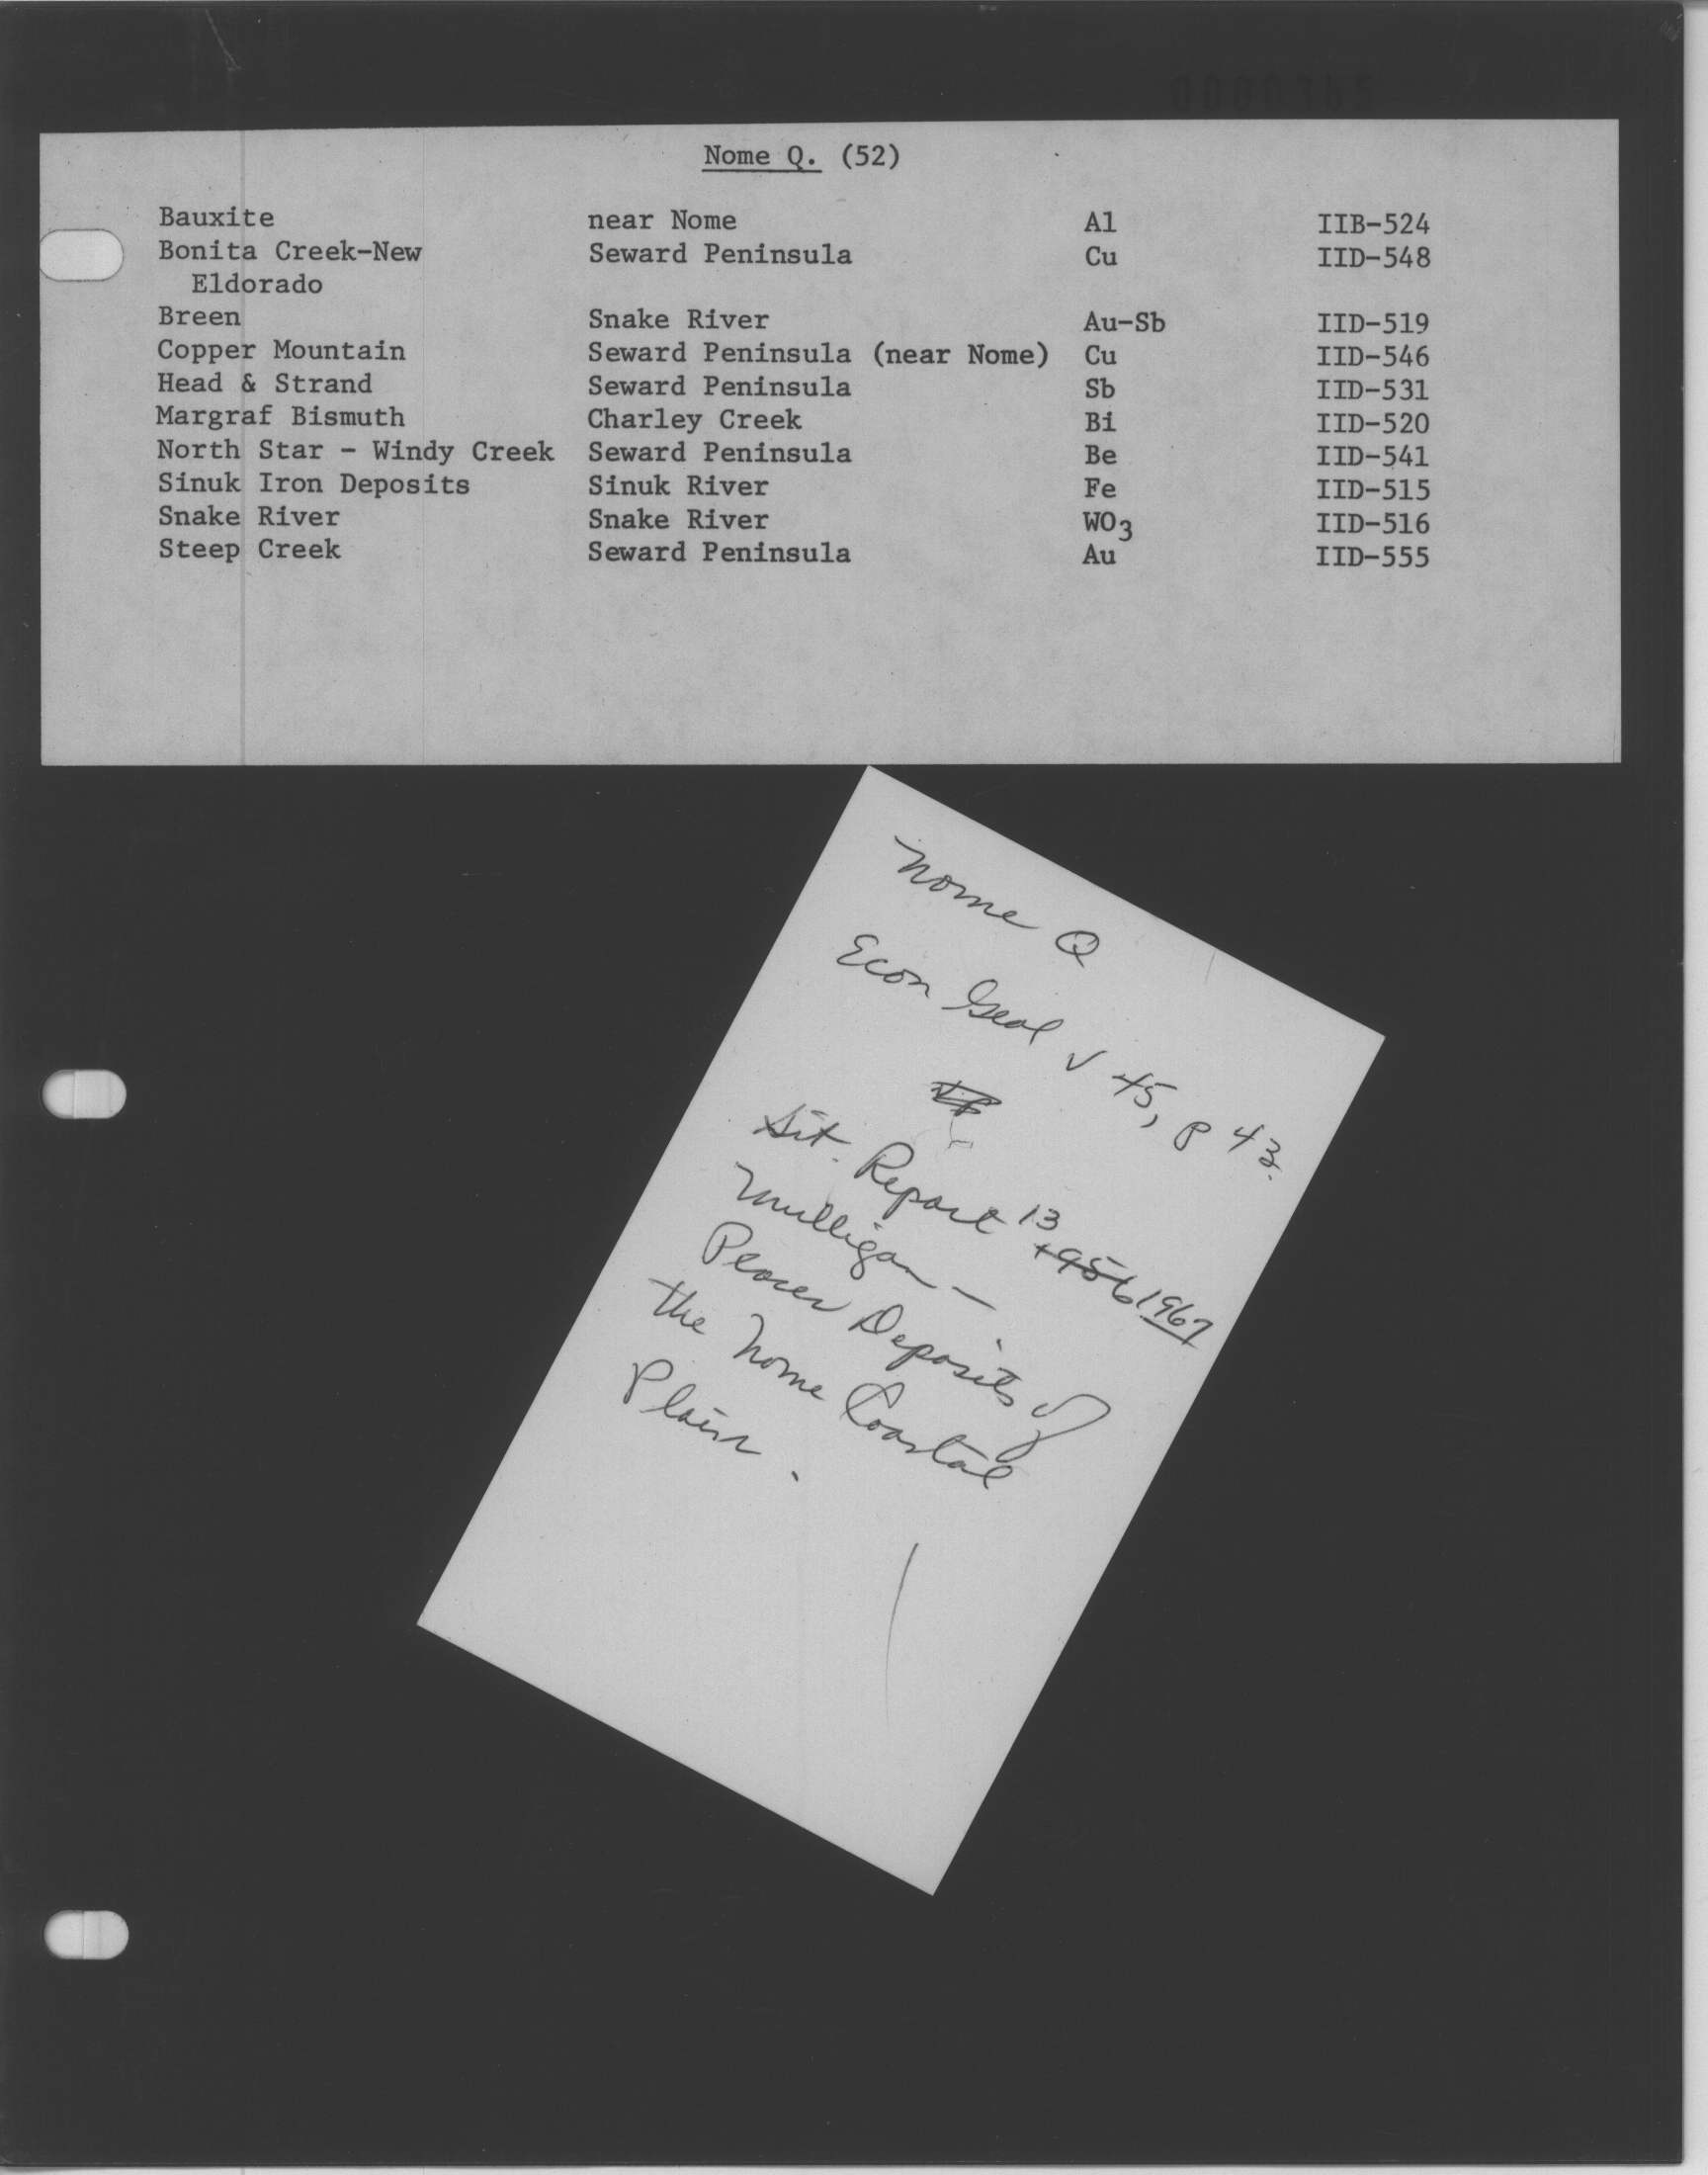 Nome Q. (52)
Bauxite near Nome Al IIB-524
Bonita Creek-New Seward Peninsula Cu IID-548
Eldorado
Breen Snake River Au-Sb IID-519
Copper Mountain Seward Peninsula (near Nome) Cu IID-546
Head & Strand Seward Peninsula Sb IID-531
Margraf Bismuth Charley Creek Bi IID-520
North Star - Windy Creek Seward Peninsula Be IID-541
Sinuk Iron Deposits Sinuk River Fe IID-515
Snake River Snake River WO3 IID-516
Steep Creek Seward Peninsula Au IID-555
Nome Q
Econ Geol v 45, p 43.
Sit. Report 13
1956 1967
Mulligan —
Placer Deposits of
the Nome Coastal
Plain.